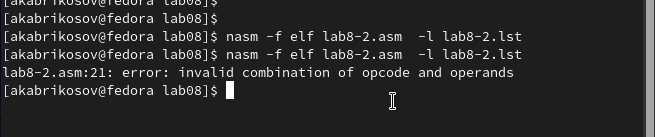 [akabrikosov@fedora lab08]$
[akabrikosov@fedora lab08]$
[akabrikosov@fedora lab08]$ nasm -f elf lab8-2.asm  -l lab8-2.lst
[akabrikosov@fedora lab08]$ nasm -f elf lab8-2.asm  -l lab8-2.lst
lab8-2.asm:21: error: invalid combination of opcode and operands
[akabrikosov@fedora lab08]$